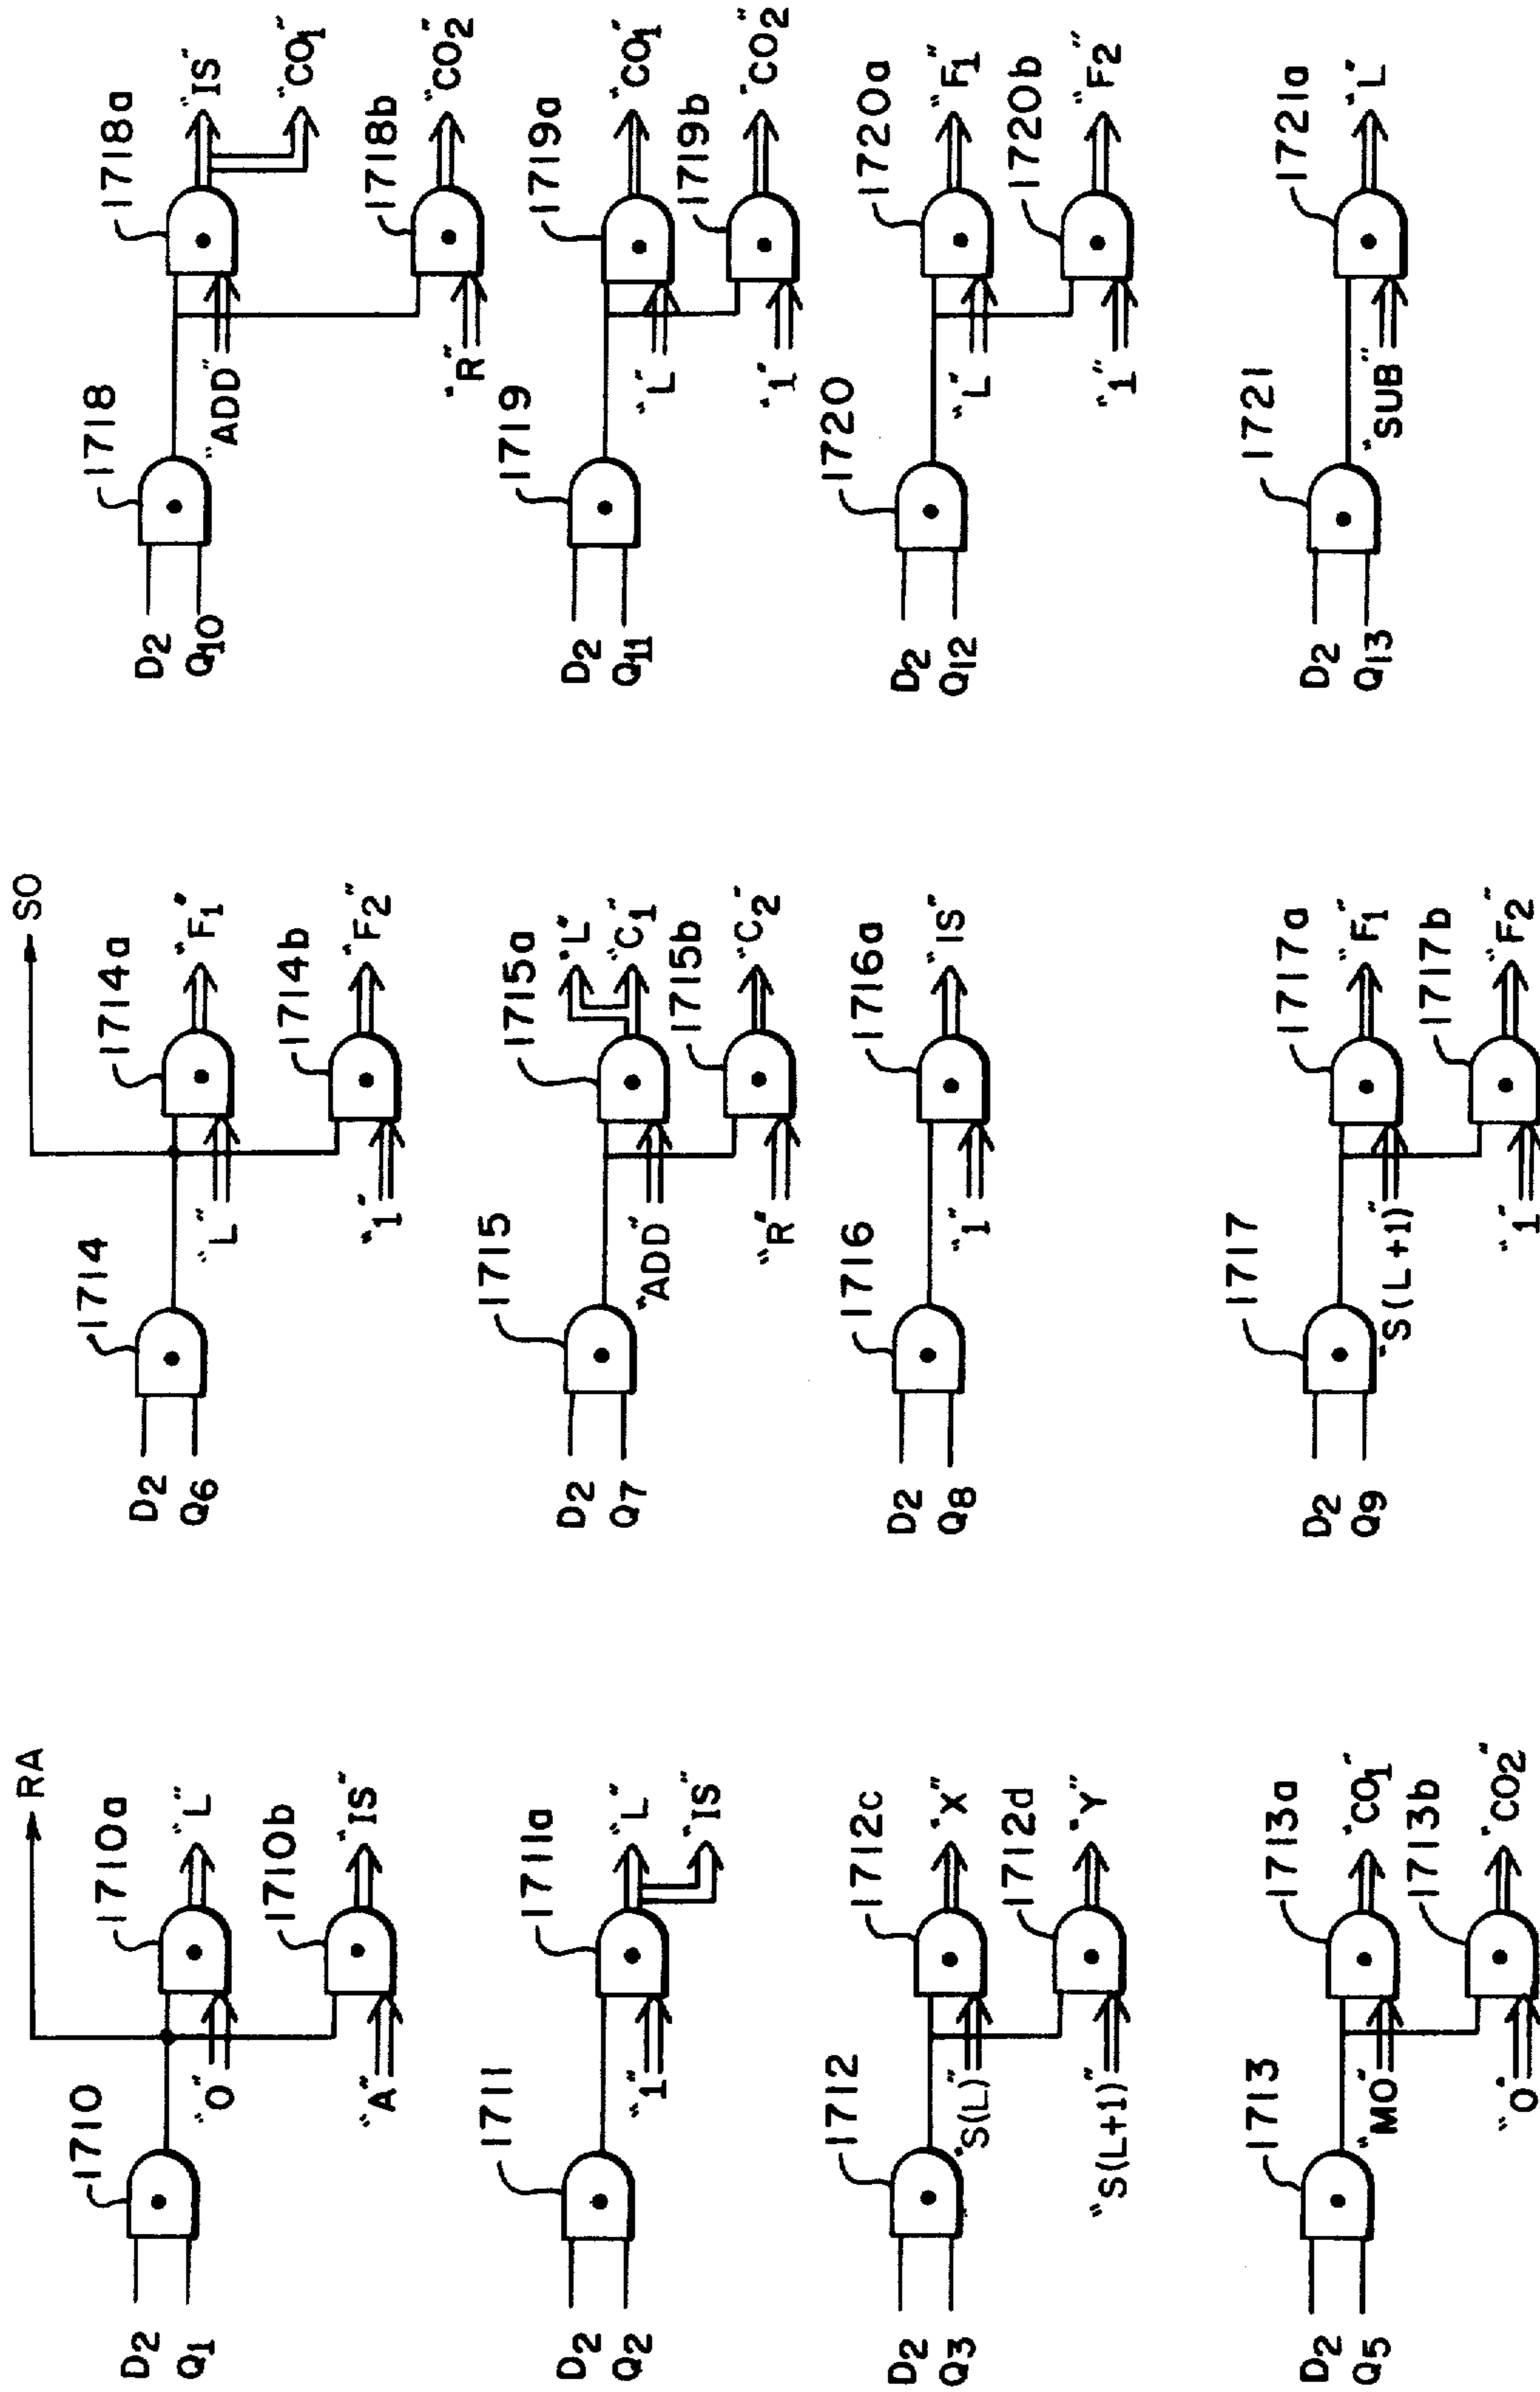 RA
1710
D2
Q1
"O"
1710a
"L"
"A"
1710b
"IS"
1711
D2
Q2
"1"
1711a
"L"
"IS"
1712
D2
Q3
"S(L)"
1712c
"X"
"S(L+1)"
1712d
"Y"
1713
D2
Q5
"MO"
1713a
"CO1"
"O"
1713b
"CO2"
SO
1714
D2
Q6
"L"
1714a
"F1"
"1"
1714b
"F2"
1715
D2
Q7
"ADD"
1715a
"L"
"C1"
"R"
1715b
"C2"
1716
D2
Q8
"1"
1716a
"IS"
1717
D2
Q9
"S(L+1)"
1717a
"F1"
"1"
1717b
"F2"
1718
D2
Q10
"ADD"
1718a
"IS"
"CO1"
"R"
1718b
"CO2"
1719
D2
Q11
"L"
1719a
"CO1"
"1"
1719b
"CO2"
1720
D2
Q12
"L"
1720a
"F1"
"1"
1720b
"F2"
1721
D2
Q13
"SUB"
1721a
"L"